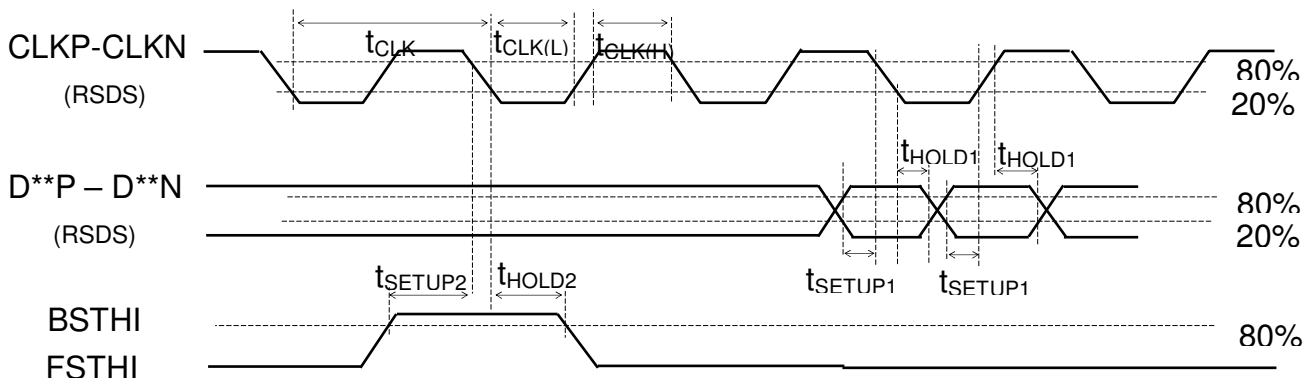 CLKP-CLKN
(RSDS)
tCLK
tCLK(L)
tCLK(H)
80%
20%
D**P – D**N
(RSDS)
tHOLD1
tHOLD1
80%
20%
tSETUP2
tHOLD2
tSETUP1
tSETUP1
BSTHI
80%
FSTHI